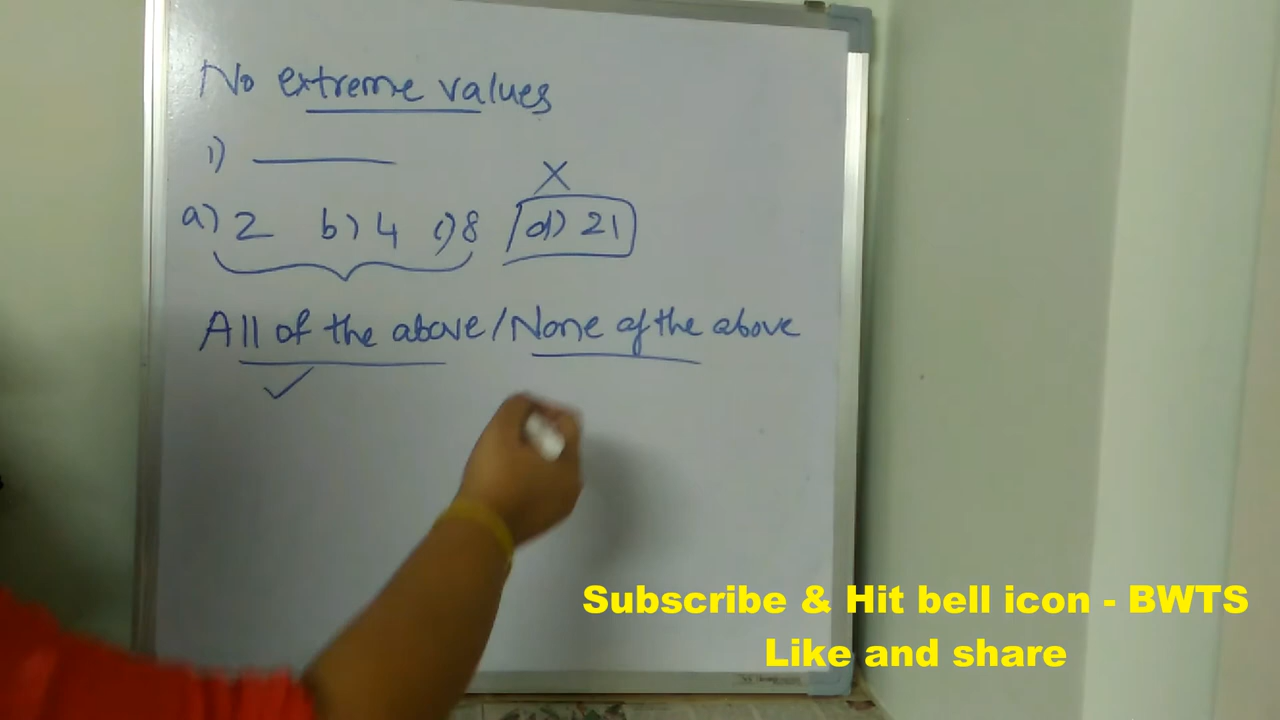 No extreme values
1)
X
a) 2 b) 4 c) 8 d) 21
All of the above / None of the above
Subscribe & Hit bell icon - BWTS
Like and share